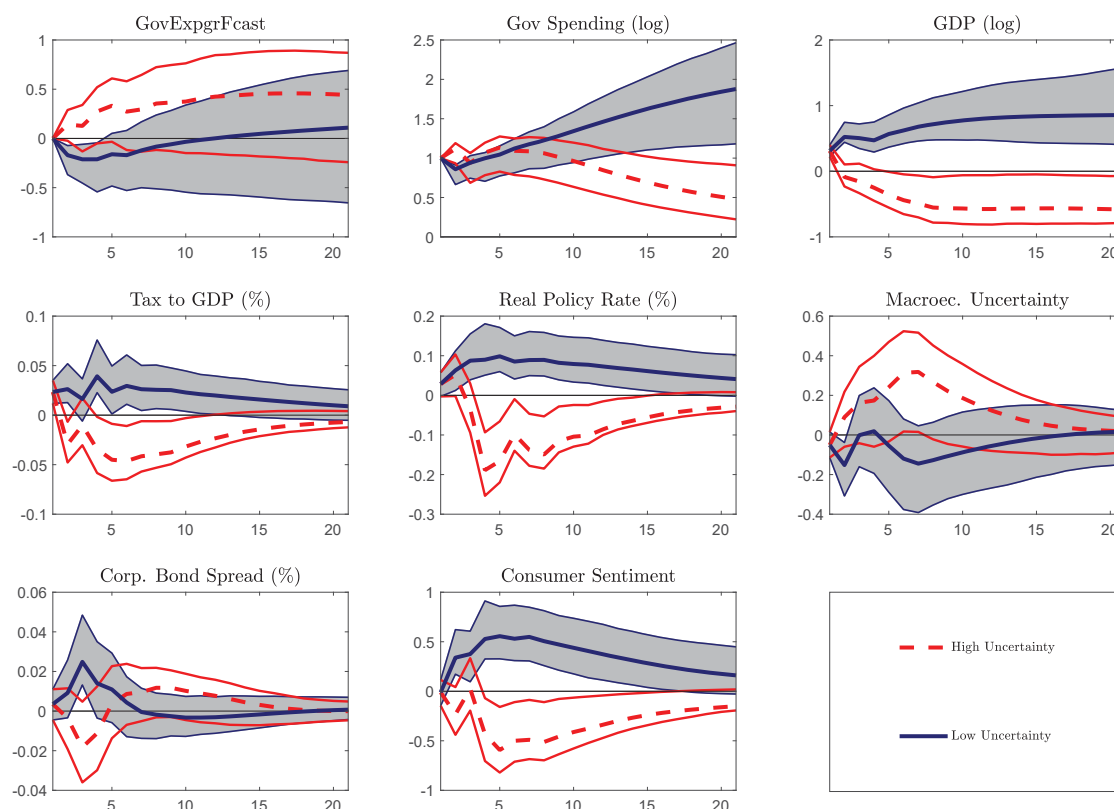 GovExpgrFcast
1
0.5
0
-0.5
-1
5 10 15 20
Gov Spending (log)
2.5
2
1.5
1
0.5
0
5 10 15 20
GDP (log)
2
1
0
-1
5 10 15 20
Tax to GDP (%)
0.1
0.05
0
-0.05
-0.1
5 10 15 20
Real Policy Rate (%)
0.2
0.1
0
-0.1
-0.2
-0.3
5 10 15 20
Macroec. Uncertainty
0.6
0.4
0.2
0
-0.2
-0.4
5 10 15 20
Corp. Bond Spread (%)
0.06
0.04
0.02
0
-0.02
-0.04
5 10 15 20
Consumer Sentiment
1
0.5
0
-0.5
-1
5 10 15 20
High Uncertainty
Low Uncertainty